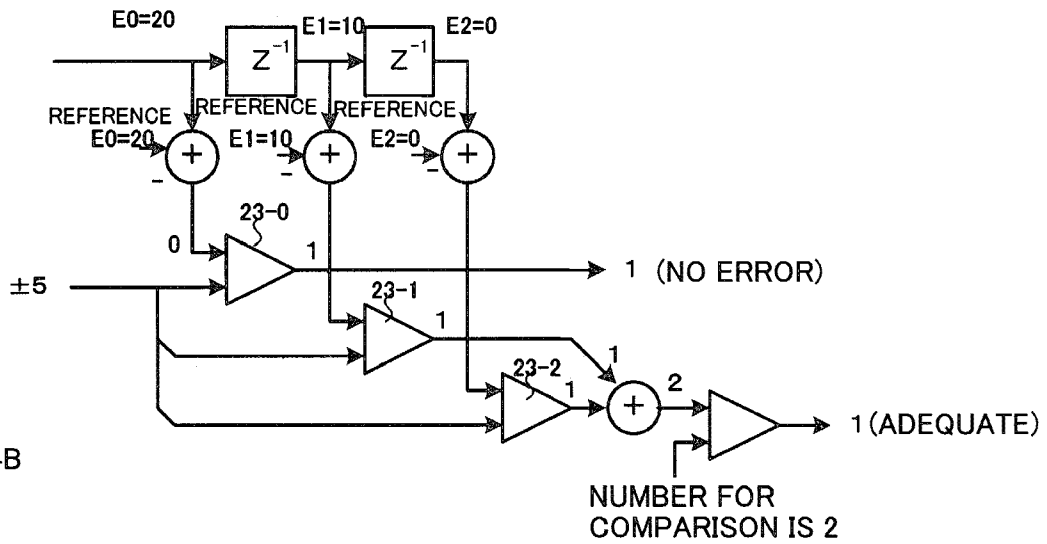 E0=20
E1=10
E2=0
Z⁻¹
Z⁻¹
REFERENCE
REFERENCE
REFERENCE
E0=20
E1=10
E2=0
+
+
+
-
-
-
23-0
0
1
1 (NO ERROR)
±5
23-1
1
1
23-2
1
+
2
1(ADEQUATE)
NUMBER FOR
COMPARISON IS 2